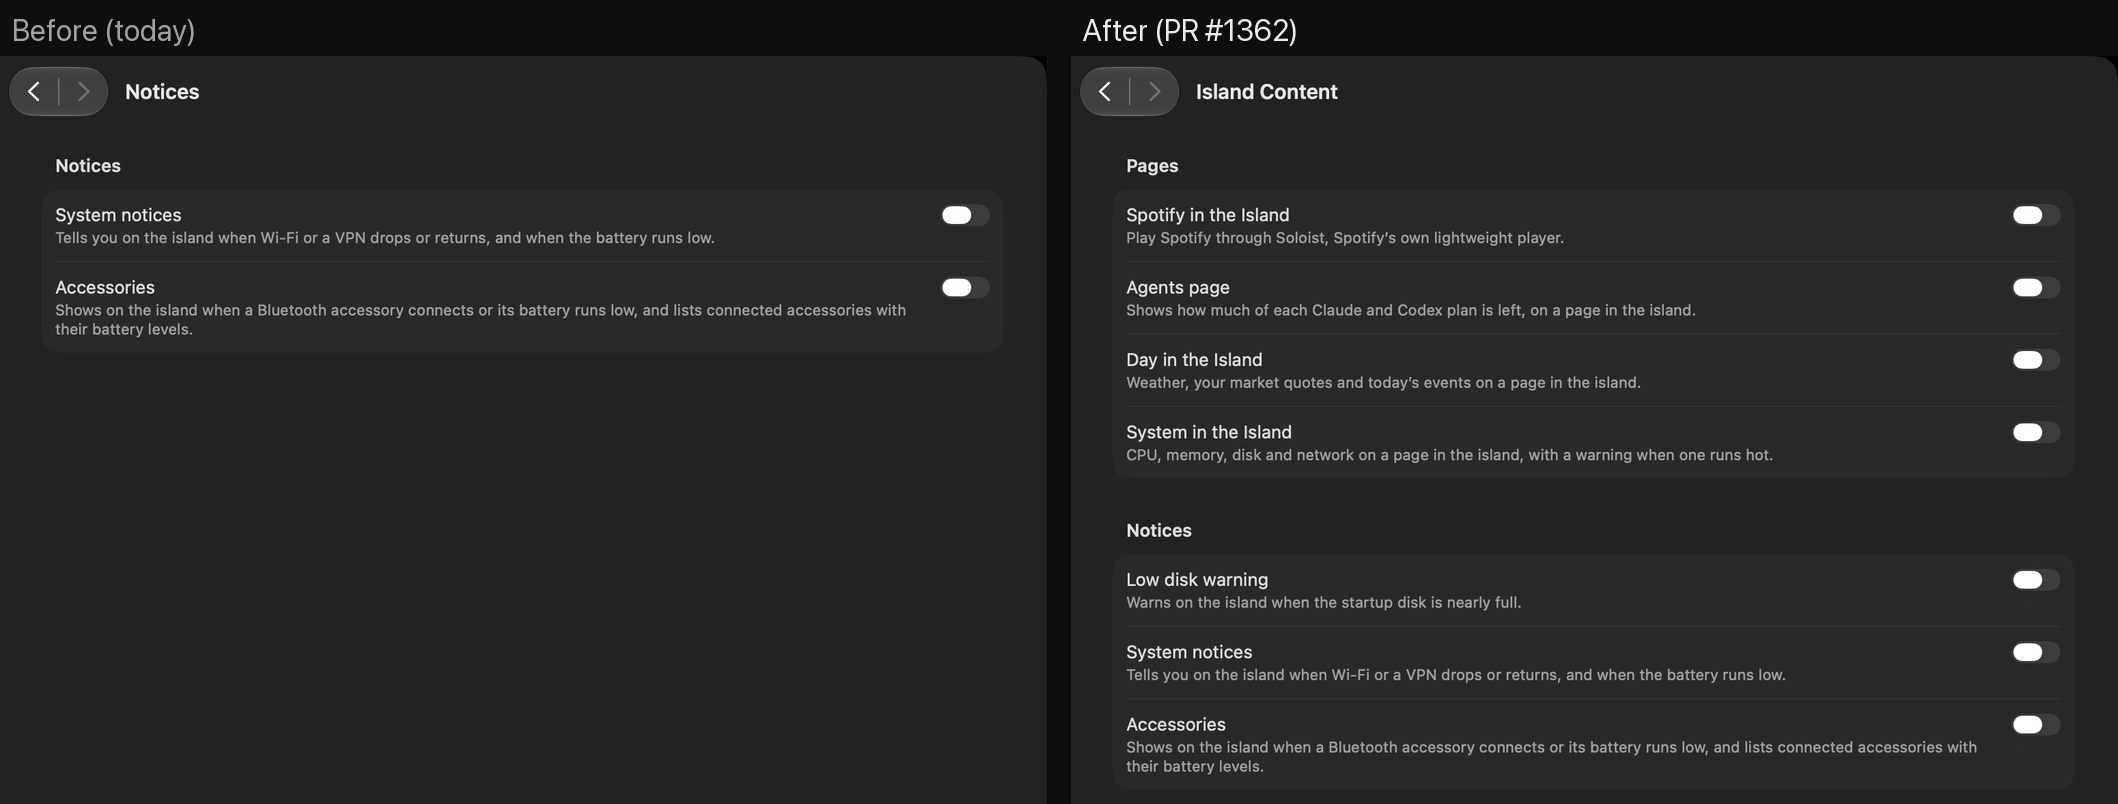 Before (today)
Notices
Notices
System notices
Tells you on the island when Wi-Fi or a VPN drops or returns, and when the battery runs low.
Accessories
Shows on the island when a Bluetooth accessory connects or its battery runs low, and lists connected accessories with
their battery levels.
After (PR #1362)
Island Content
Pages
Spotify in the Island
Play Spotify through Soloist, Spotify’s own lightweight player.
Agents page
Shows how much of each Claude and Codex plan is left, on a page in the island.
Day in the Island
Weather, your market quotes and today’s events on a page in the island.
System in the Island
CPU, memory, disk and network on a page in the island, with a warning when one runs hot.
Notices
Low disk warning
Warns on the island when the startup disk is nearly full.
System notices
Tells you on the island when Wi-Fi or a VPN drops or returns, and when the battery runs low.
Accessories
Shows on the island when a Bluetooth accessory connects or its battery runs low, and lists connected accessories with
their battery levels.